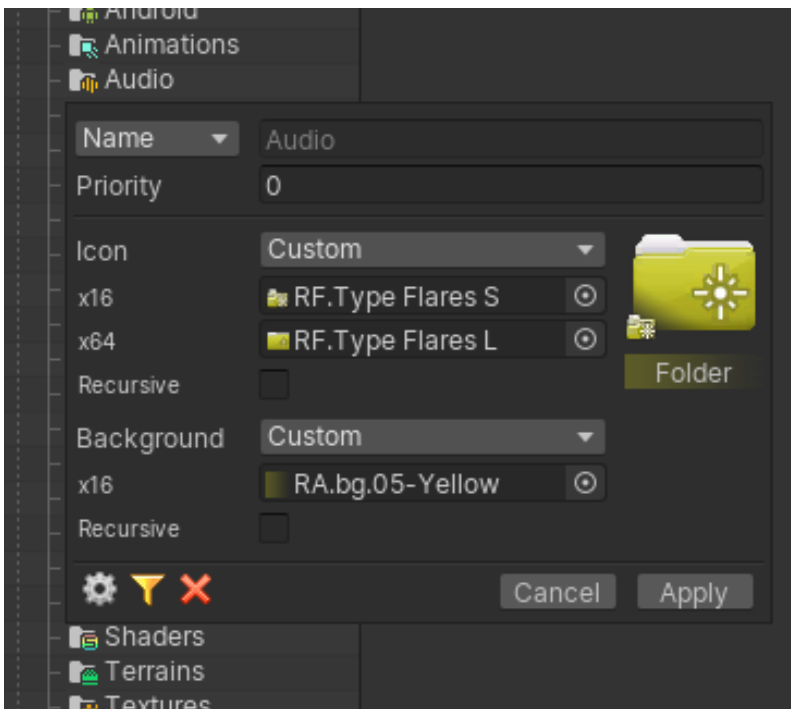 Android
Animations
Audio
Name Audio
Priority 0
Icon Custom
x16 RF.Type Flares S
x64 RF.Type Flares L
Folder
Recursive
Background Custom
x16 RA.bg.05-Yellow
Recursive
Cancel Apply
Shaders
Terrains
Textures